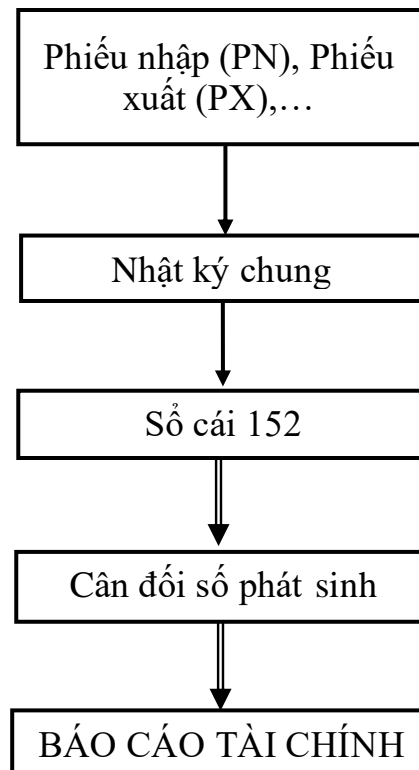 Phiếu nhập (PN), Phiếu
xuất (PX),…
Nhật ký chung
Sổ cái 152
Cân đối số phát sinh
BÁO CÁO TÀI CHÍNH